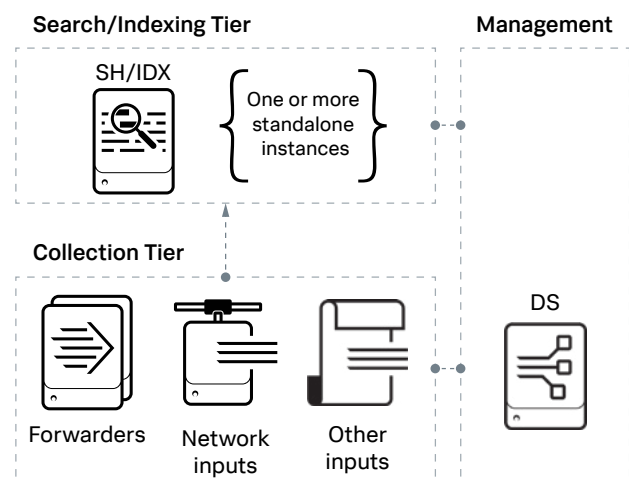 Search/Indexing Tier
Management
SH/IDX
One or more
standalone
instances
Collection Tier
DS
Forwarders
Network
inputs
Other
inputs